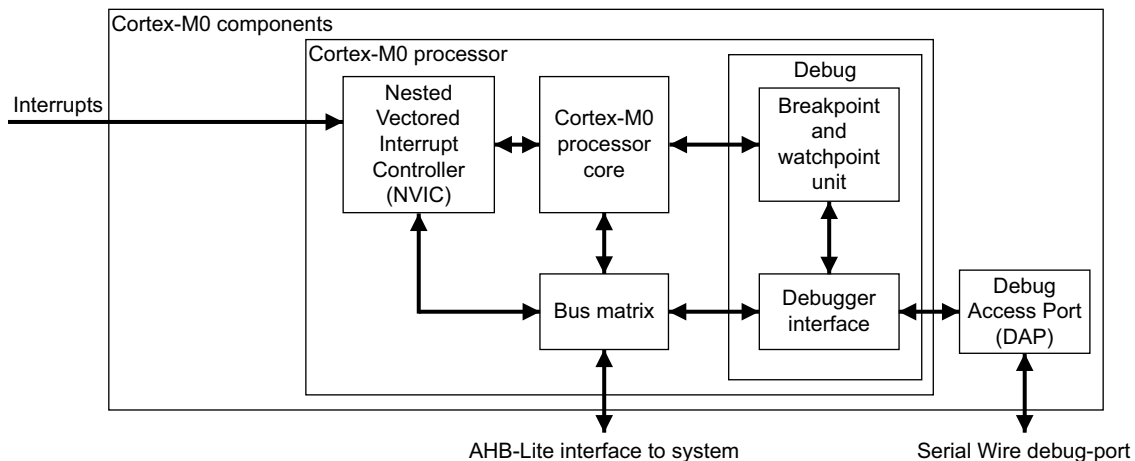 Cortex-M0 components
Cortex-M0 processor
Interrupts
Nested
Vectored
Interrupt
Controller
(NVIC)
Cortex-M0
processor
core
Debug
Breakpoint
and
watchpoint
unit
Bus matrix
Debugger
interface
Debug
Access Port
(DAP)
AHB-Lite interface to system
Serial Wire debug-port